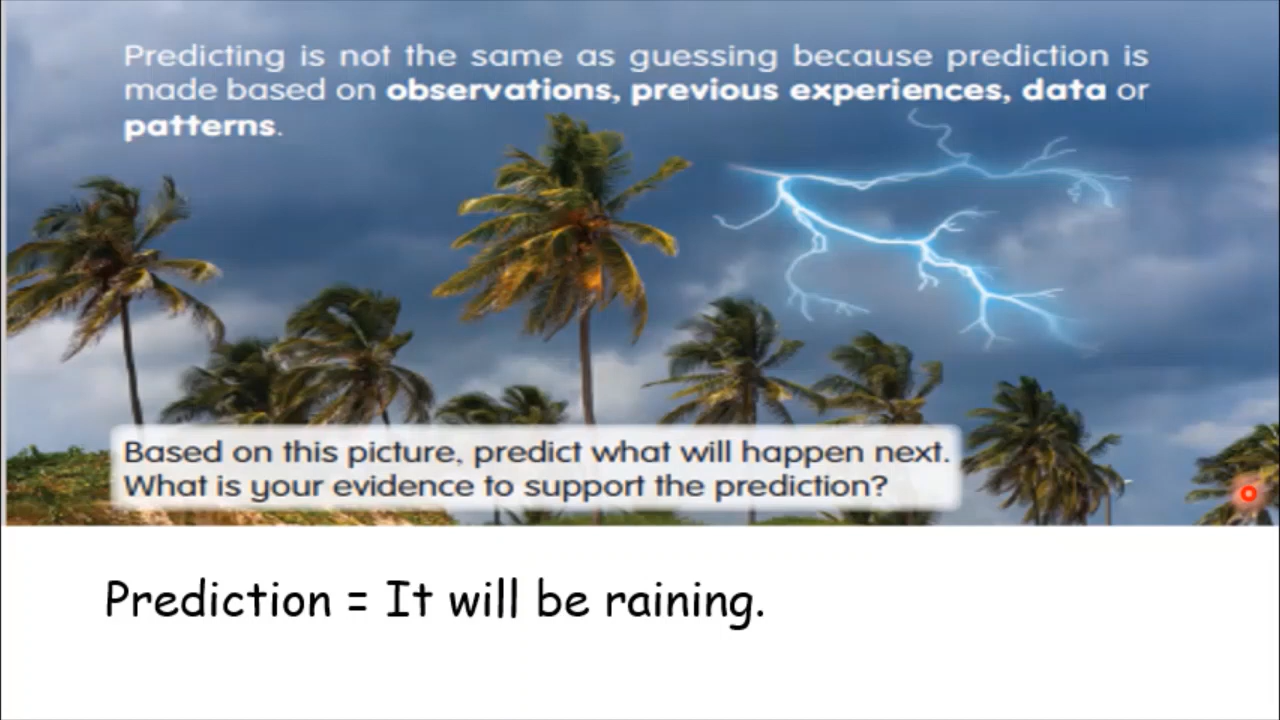 Predicting is not the same as guessing because prediction is
made based on observations, previous experiences, data or
patterns.
Based on this picture, predict what will happen next.
What is your evidence to support the prediction?
Prediction = It will be raining.